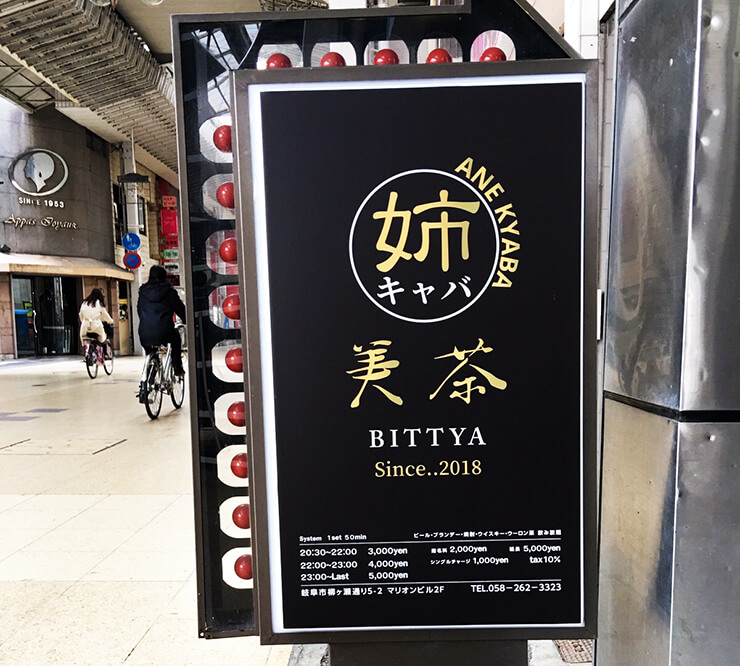 SINCE 1963
Appas Joyaux
ANE KYABA
姉
キャバ
美茶
BITTYA
Since..2018
System 1set 50min ビール・ブランデー・焼酎・ウイスキー・ウーロン茶 飲み放題
20:30~22:00 3,000yen 指名料 2,000yen 延長 5,000yen
22:00~23:00 4,000yen シングルチャージ 1,000yen tax10%
23:00~Last 5,000yen
岐阜市柳ヶ瀬通り5-2 マリオンビル2F TEL.058-262-3323